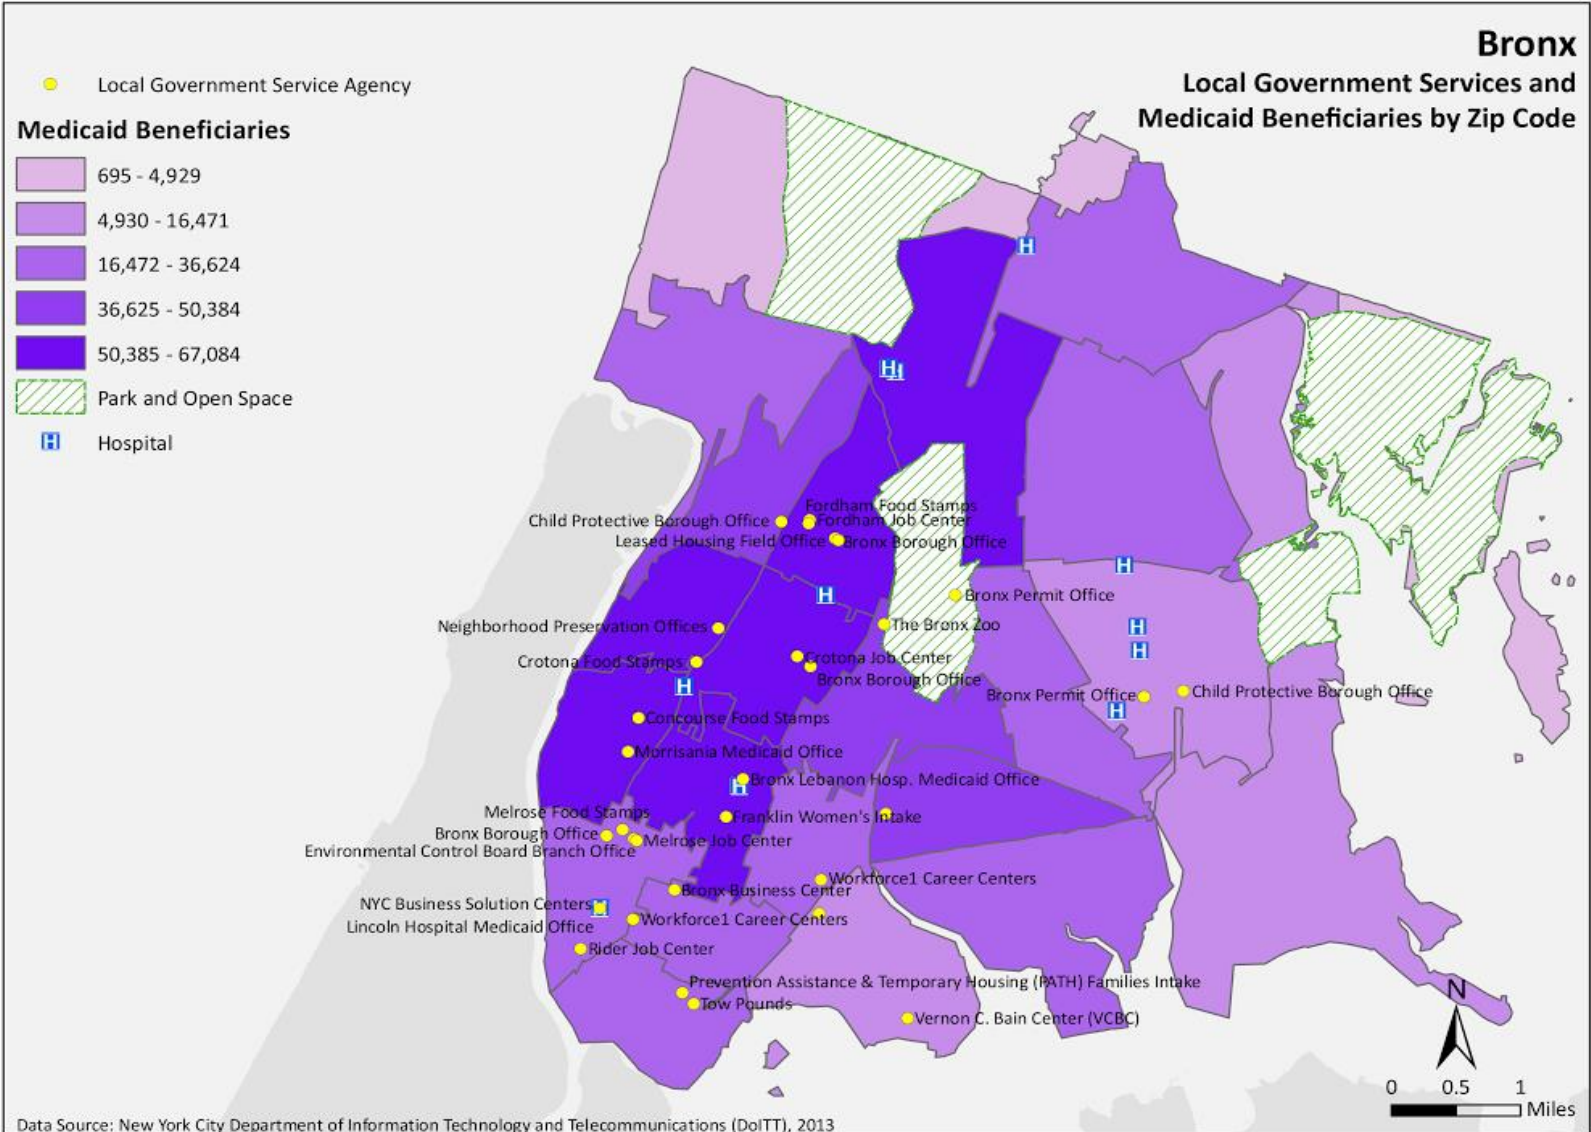 Bronx
Local Government Services and
Medicaid Beneficiaries by Zip Code
Local Government Service Agency
Medicaid Beneficiaries
695 - 4,929
4,930 - 16,471
16,472 - 36,624
36,625 - 50,384
50,385 - 67,084
Park and Open Space
H Hospital
H
H
H
Fordham Food Stamps
Child Protective Borough Office
Fordham Job Center
Leased Housing Field Office
Bronx Borough Office
H
H
Bronx Permit Office
Neighborhood Preservation Offices
The Bronx Zoo
H
H
Crotona Food Stamps
Crotona Job Center
Bronx Borough Office
H
Bronx Permit Office
Child Protective Borough Office
H
Concourse Food Stamps
Morrisania Medicaid Office
Bronx Lebanon Hosp. Medicaid Office
H
Melrose Food Stamps
Franklin Women's Intake
Bronx Borough Office
Melrose Job Center
Environmental Control Board Branch Office
Workforce1 Career Centers
Bronx Business Center
NYC Business Solution Centers
H
Workforce1 Career Centers
Lincoln Hospital Medicaid Office
Rider Job Center
Prevention Assistance & Temporary Housing (PATH) Families Intake
Tow Pounds
Vernon C. Bain Center (VCBC)
N
0 0.5 1
Miles
Data Source: New York City Department of Information Technology and Telecommunications (DoITT), 2013